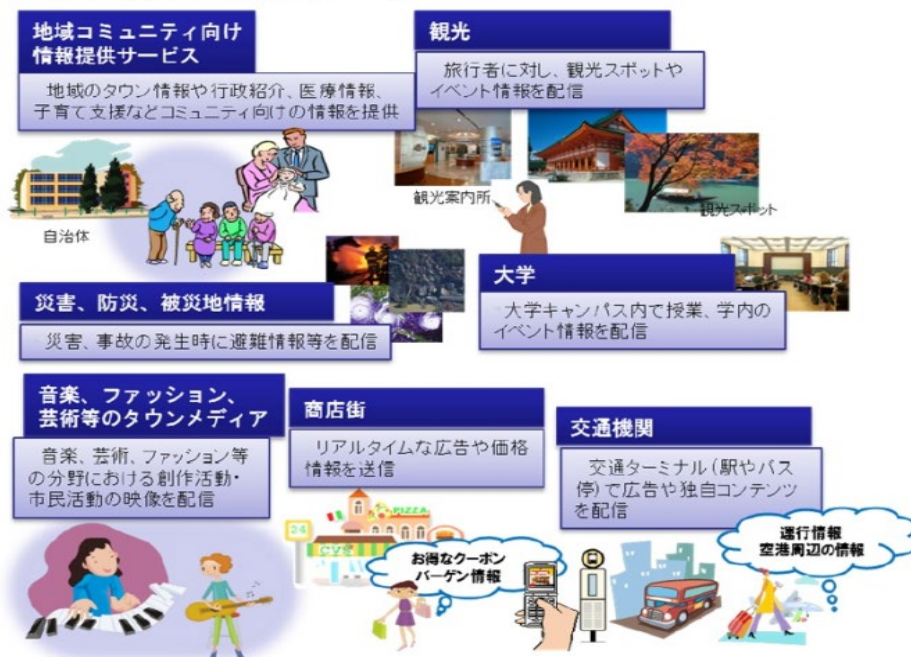 地域コミュニティ向け
情報提供サービス
地域のタウン情報や行政紹介、医療情報、
子育て支援などコミュニティ向けの情報を提供
自治体
観光
旅行者に対し、観光スポットや
イベント情報を配信
観光案内所
観光スポット
災害、防災、被災地情報
災害、事故の発生時に避難情報等を配信
大学
大学キャンパス内で授業、学内の
イベント情報を配信
音楽、ファッション、
芸術等のタウンメディア
音楽、芸術、ファッション等
の分野における創作活動・
市民活動の映像を配信
商店街
リアルタイムな広告や価格
情報を送信
PIZZA
24
CVS
お得なクーポン
バーゲン情報
交通機関
交通ターミナル（駅やバス
停）で広告や独自コンテンツ
を配信
運行情報
空港周辺の情報